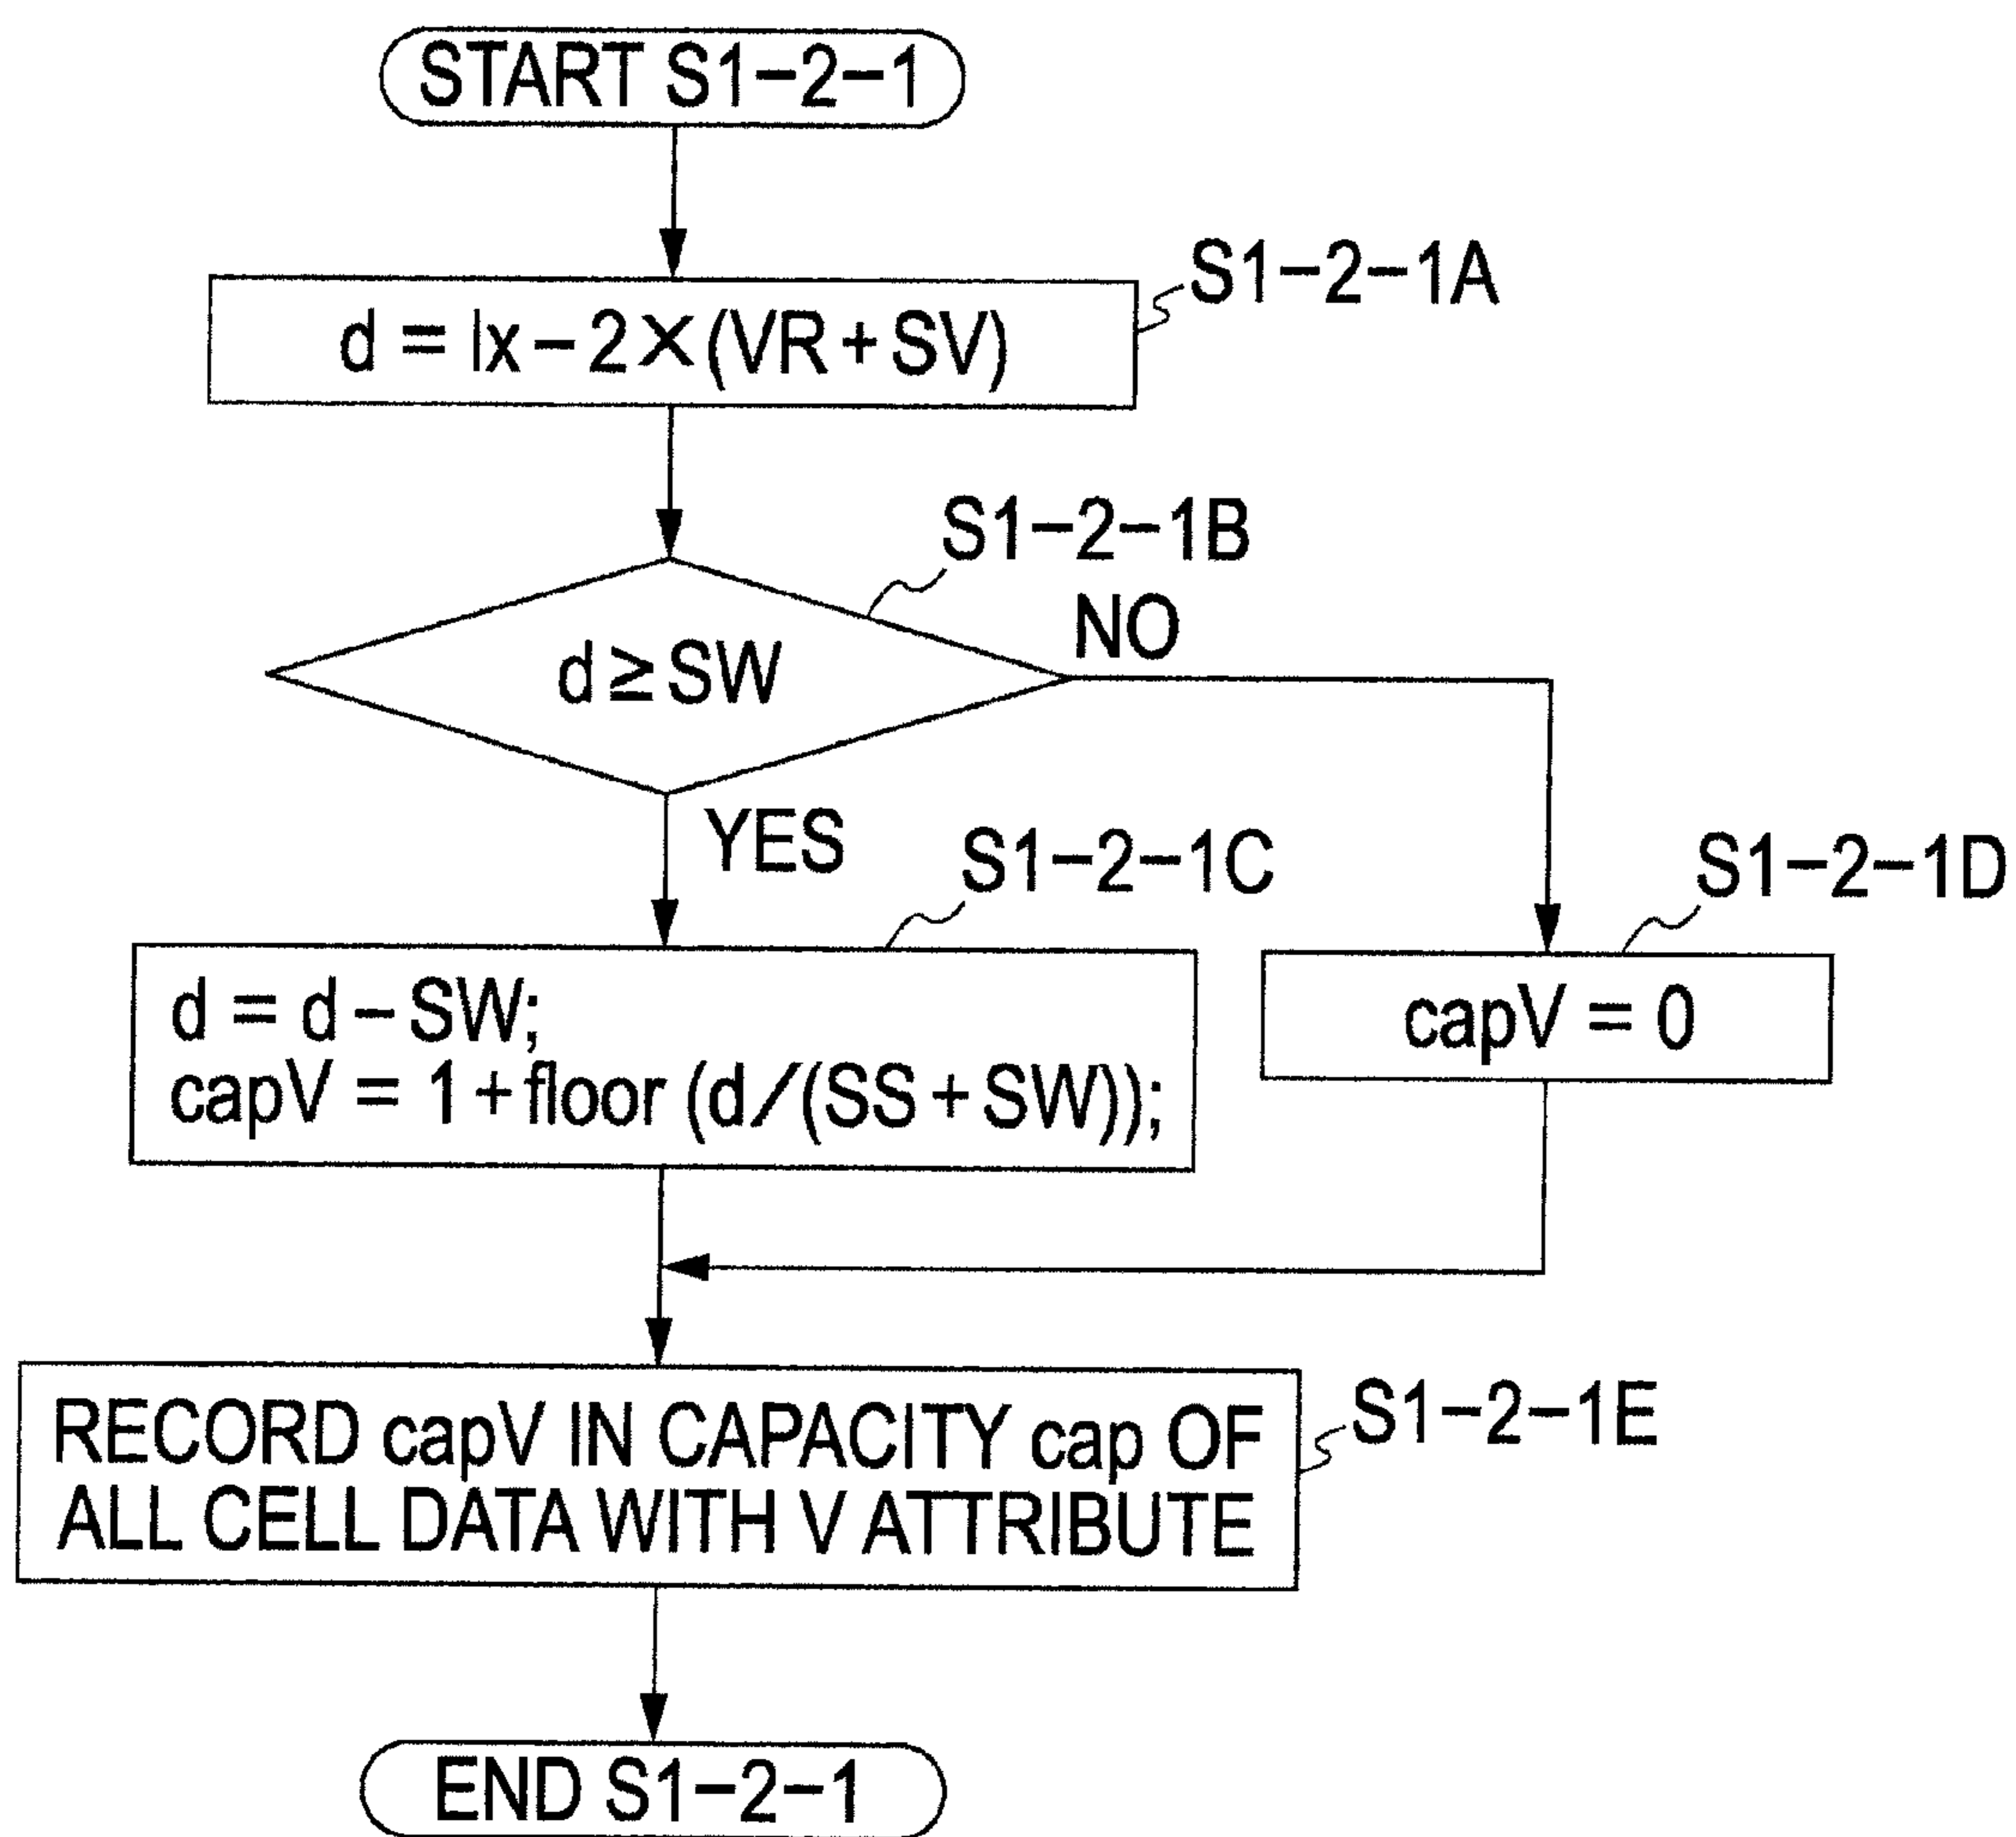 START S1-2-1
S1-2-1A
d = lx - 2 × (VR + SV)
S1-2-1B
NO
d ≥ SW
YES
S1-2-1C
S1-2-1D
d = d - SW;
capV = 1 + floor (d/(SS + SW));
capV = 0
RECORD capV IN CAPACITY cap OF
ALL CELL DATA WITH V ATTRIBUTE
S1-2-1E
END S1-2-1